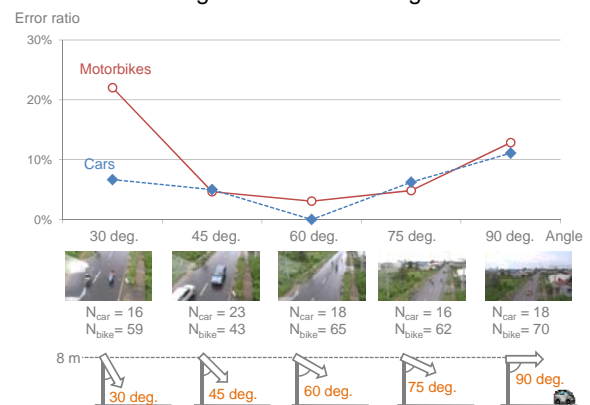 Error ratio
30%
Motorbikes
20%
Cars
10%
0%
30 deg. 45 deg. 60 deg. 75 deg. 90 deg. Angle
Ncar = 16 Ncar = 23 Ncar = 18 Ncar = 16 Ncar = 18
Nbike= 59 Nbike= 43 Nbike= 65 Nbike= 62 Nbike= 70
8 m
30 deg. 45 deg. 60 deg. 75 deg. 90 deg.